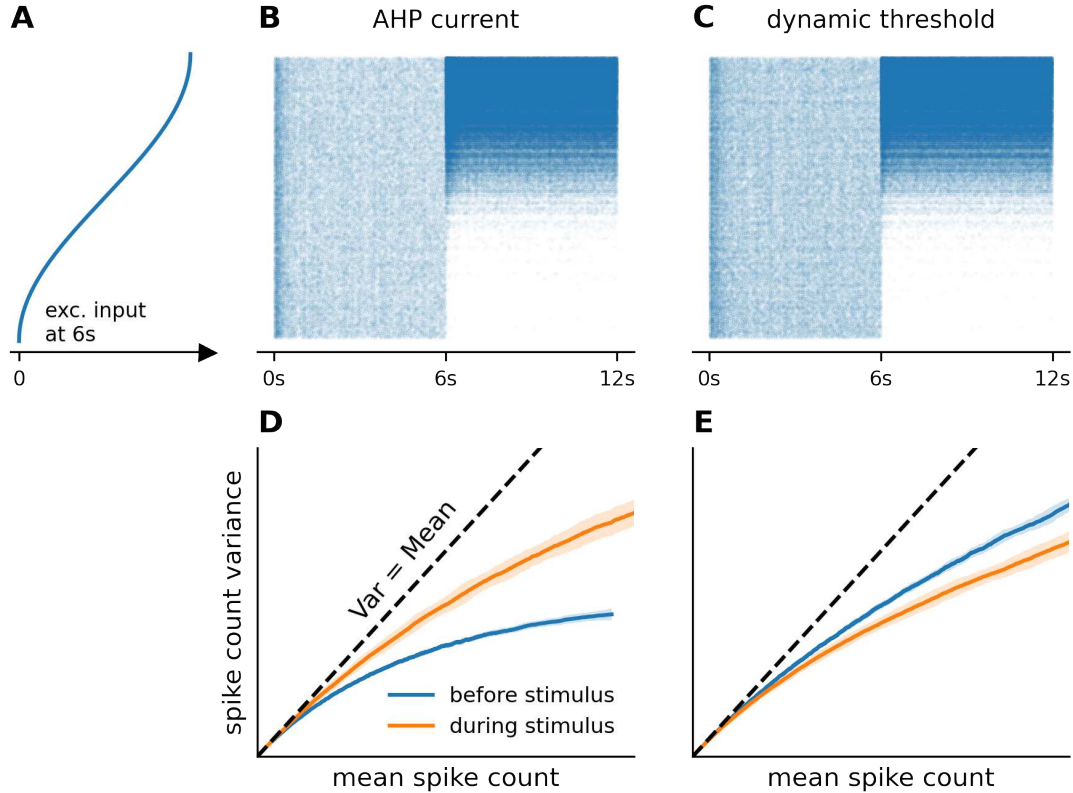 A
exc. input
at 6s
0
B
AHP current
0s
6s
12s
C
dynamic threshold
0s
6s
12s
D
spike count variance
Var = Mean
before stimulus
during stimulus
mean spike count
E
mean spike count